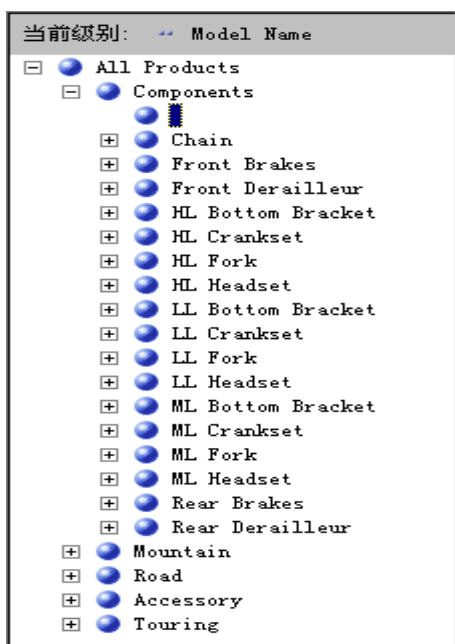 当前级别: Model Name
All Products
Components
Chain
Front Brakes
Front Derailleur
HL Bottom Bracket
HL Crankset
HL Fork
HL Headset
LL Bottom Bracket
LL Crankset
LL Fork
LL Headset
ML Bottom Bracket
ML Crankset
ML Fork
ML Headset
Rear Brakes
Rear Derailleur
Mountain
Road
Accessory
Touring